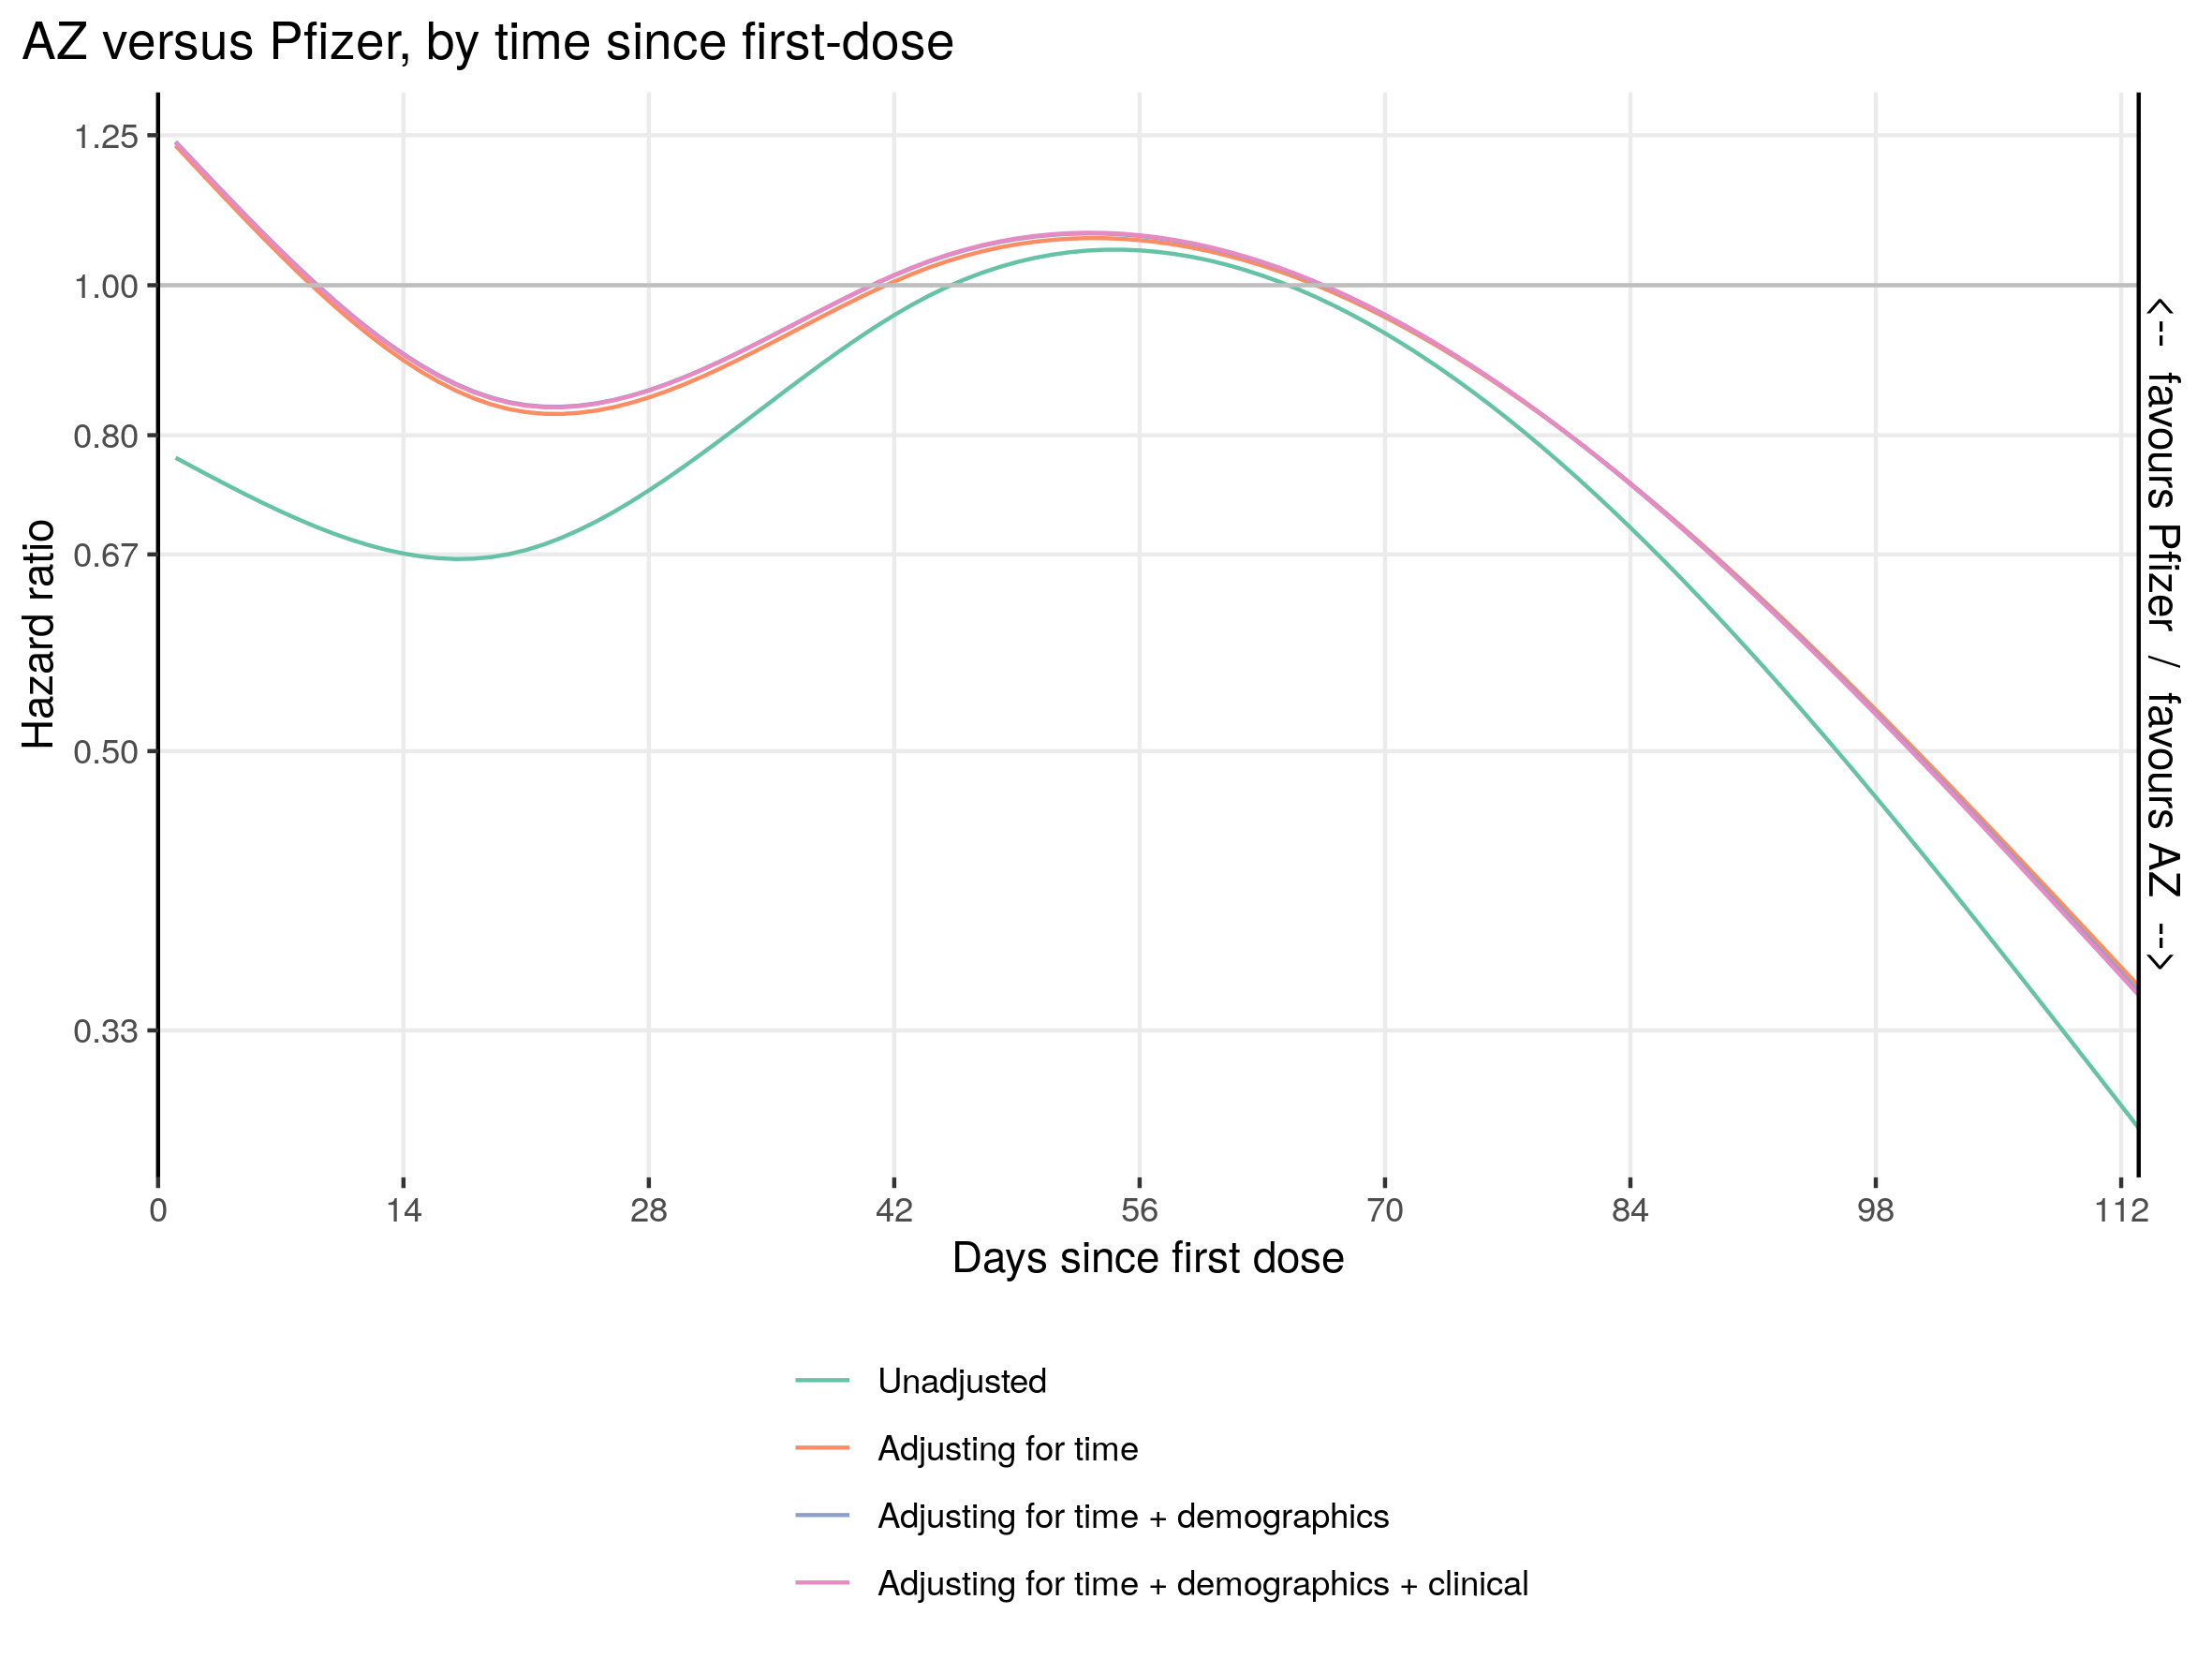 AZ versus Pfizer, by time since first-dose
Hazard ratio
1.25
1.00
0.80
0.67
0.50
0.33
<-- favours Pfizer / favours AZ -->
0 14 28 42 56 70 84 98 112
Days since first dose
Unadjusted
Adjusting for time
Adjusting for time + demographics
Adjusting for time + demographics + clinical